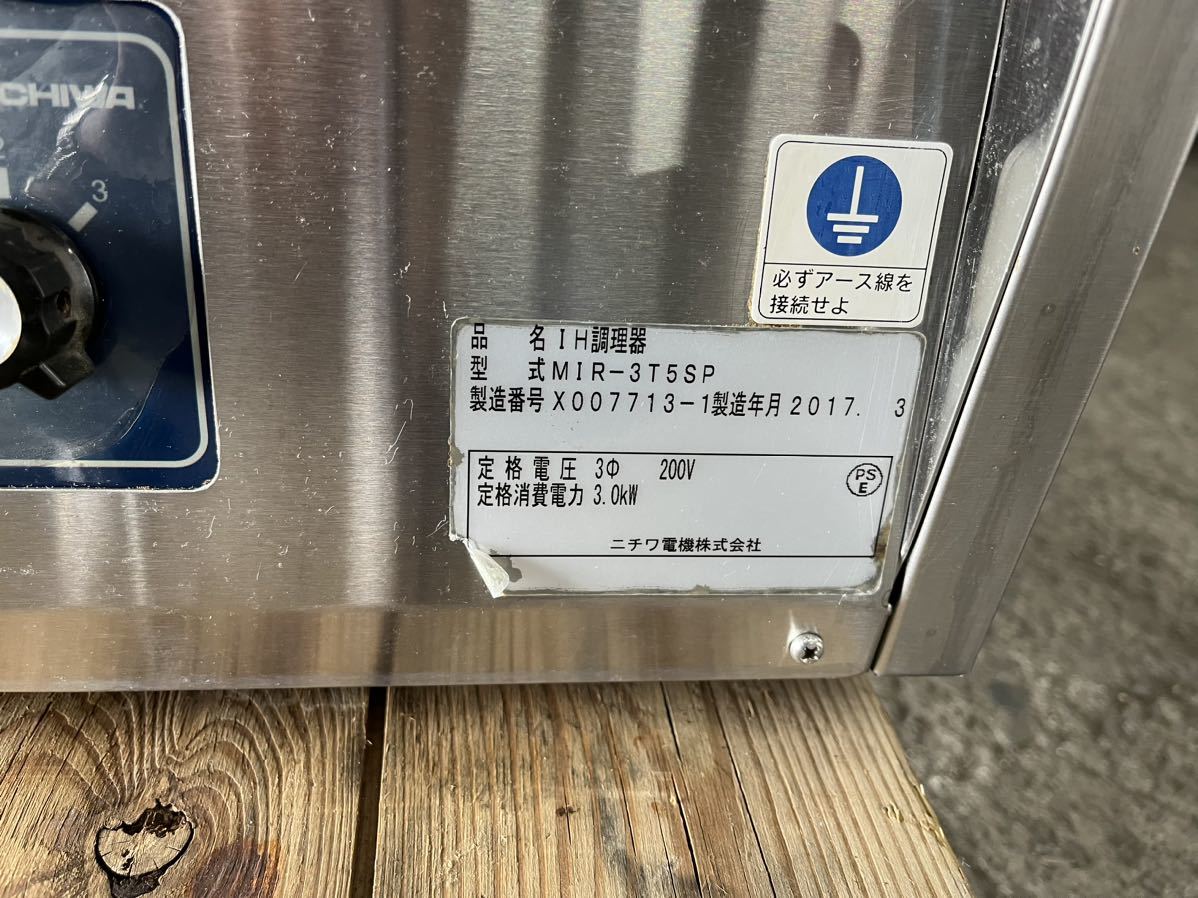 CHIWA
3
必ずアース線を
接続せよ
品 名 IH調理器
型 式 MIR-3T5SP
製造番号 X007713-1製造年月 2017. 3
定格電圧 3Φ 200V
定格消費電力 3.0kW
PS
E
ニチワ電機株式会社